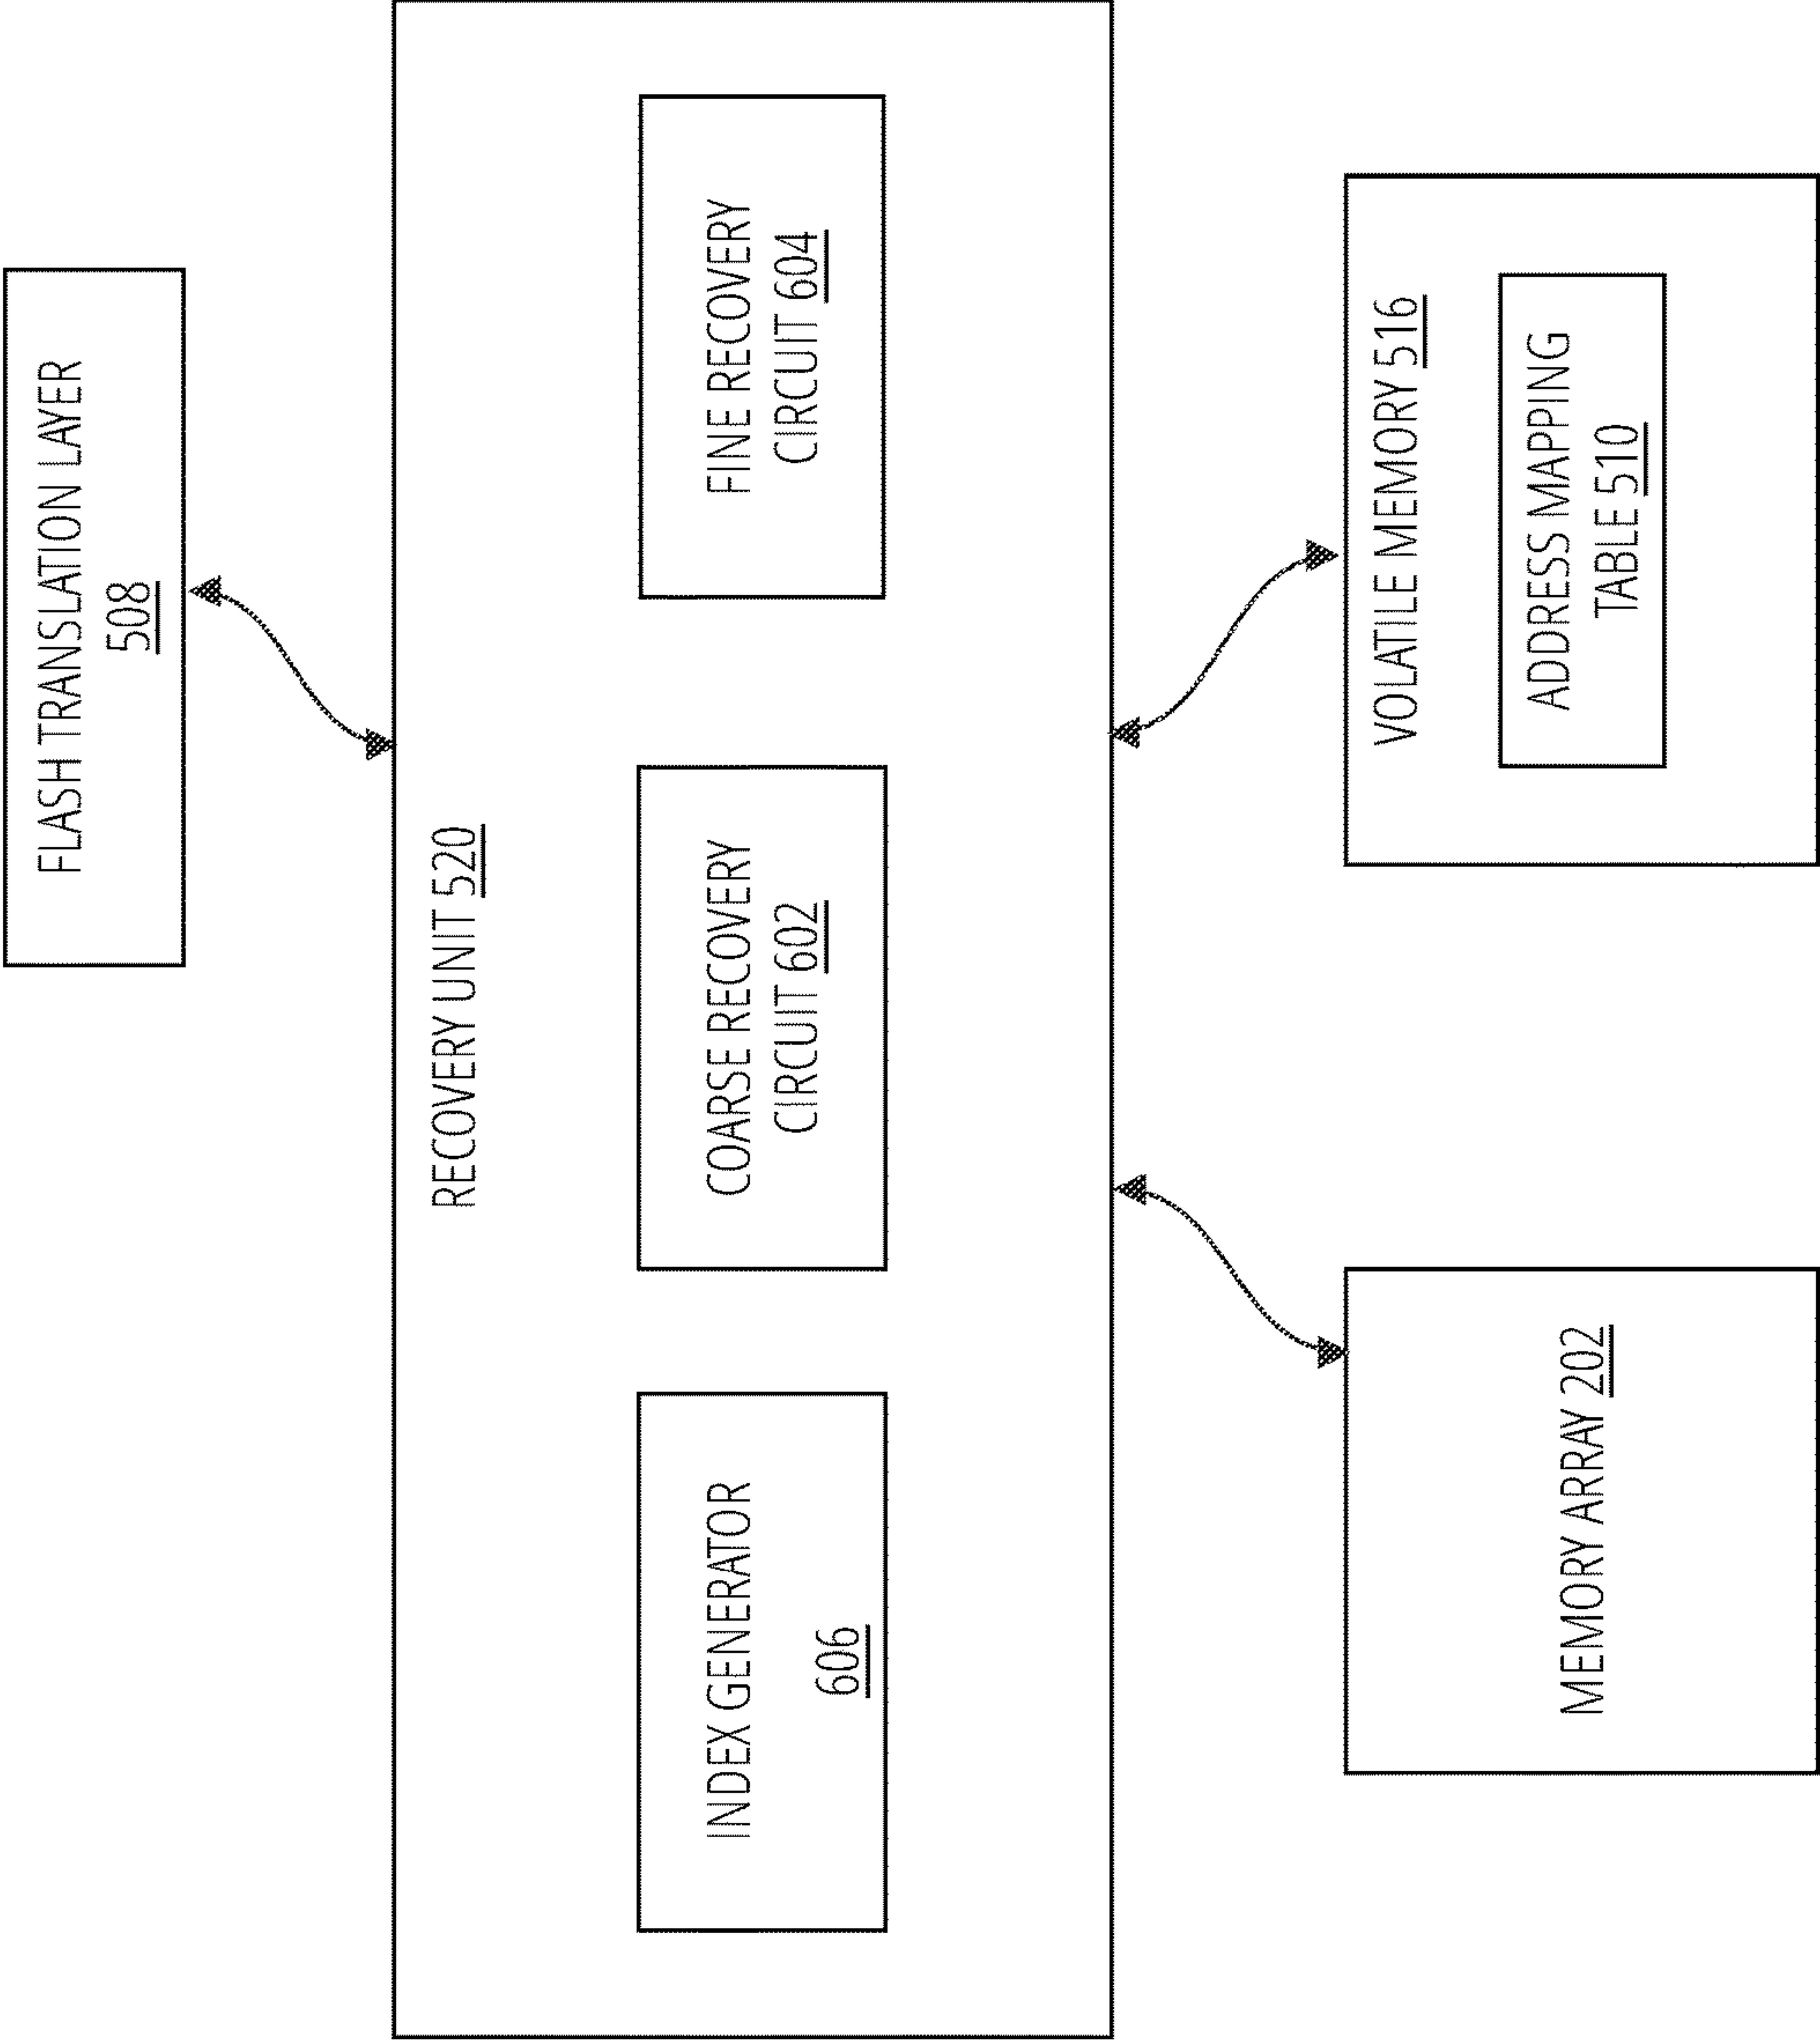 FLASH TRANSLATION LAYER
508
RECOVERY UNIT 520
INDEX GENERATOR
606
COARSE RECOVERY
CIRCUIT 602
FINE RECOVERY
CIRCUIT 604
MEMORY ARRAY 202
VOLATILE MEMORY 516
ADDRESS MAPPING
TABLE 510